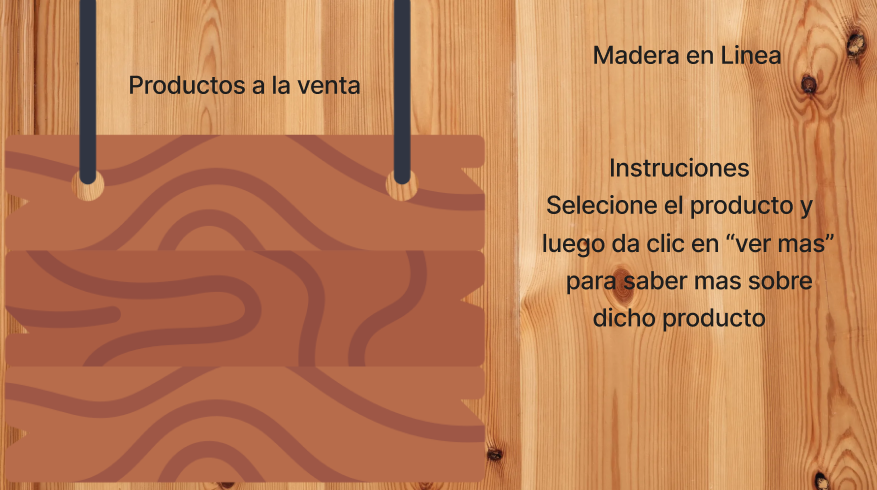 Productos a la venta
Madera en Linea
Instruciones
Selecione el producto y
luego da clic en “ver mas”
para saber mas sobre
dicho producto